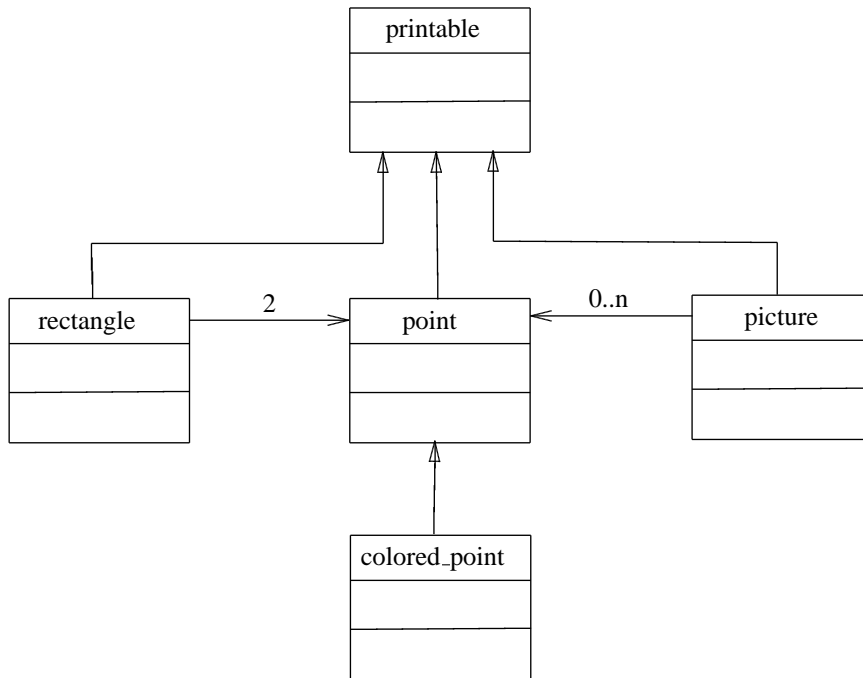 printable
rectangle
2
point
0..n
picture
colored_point